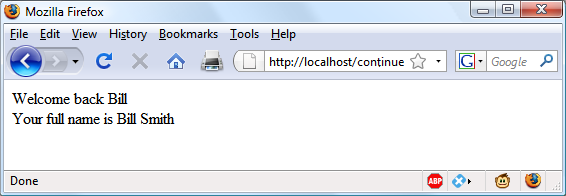 Mozilla Firefox
File Edit View History Bookmarks Tools Help
http://localhost/continue G Google
Welcome back Bill
Your full name is Bill Smith
Done ABP